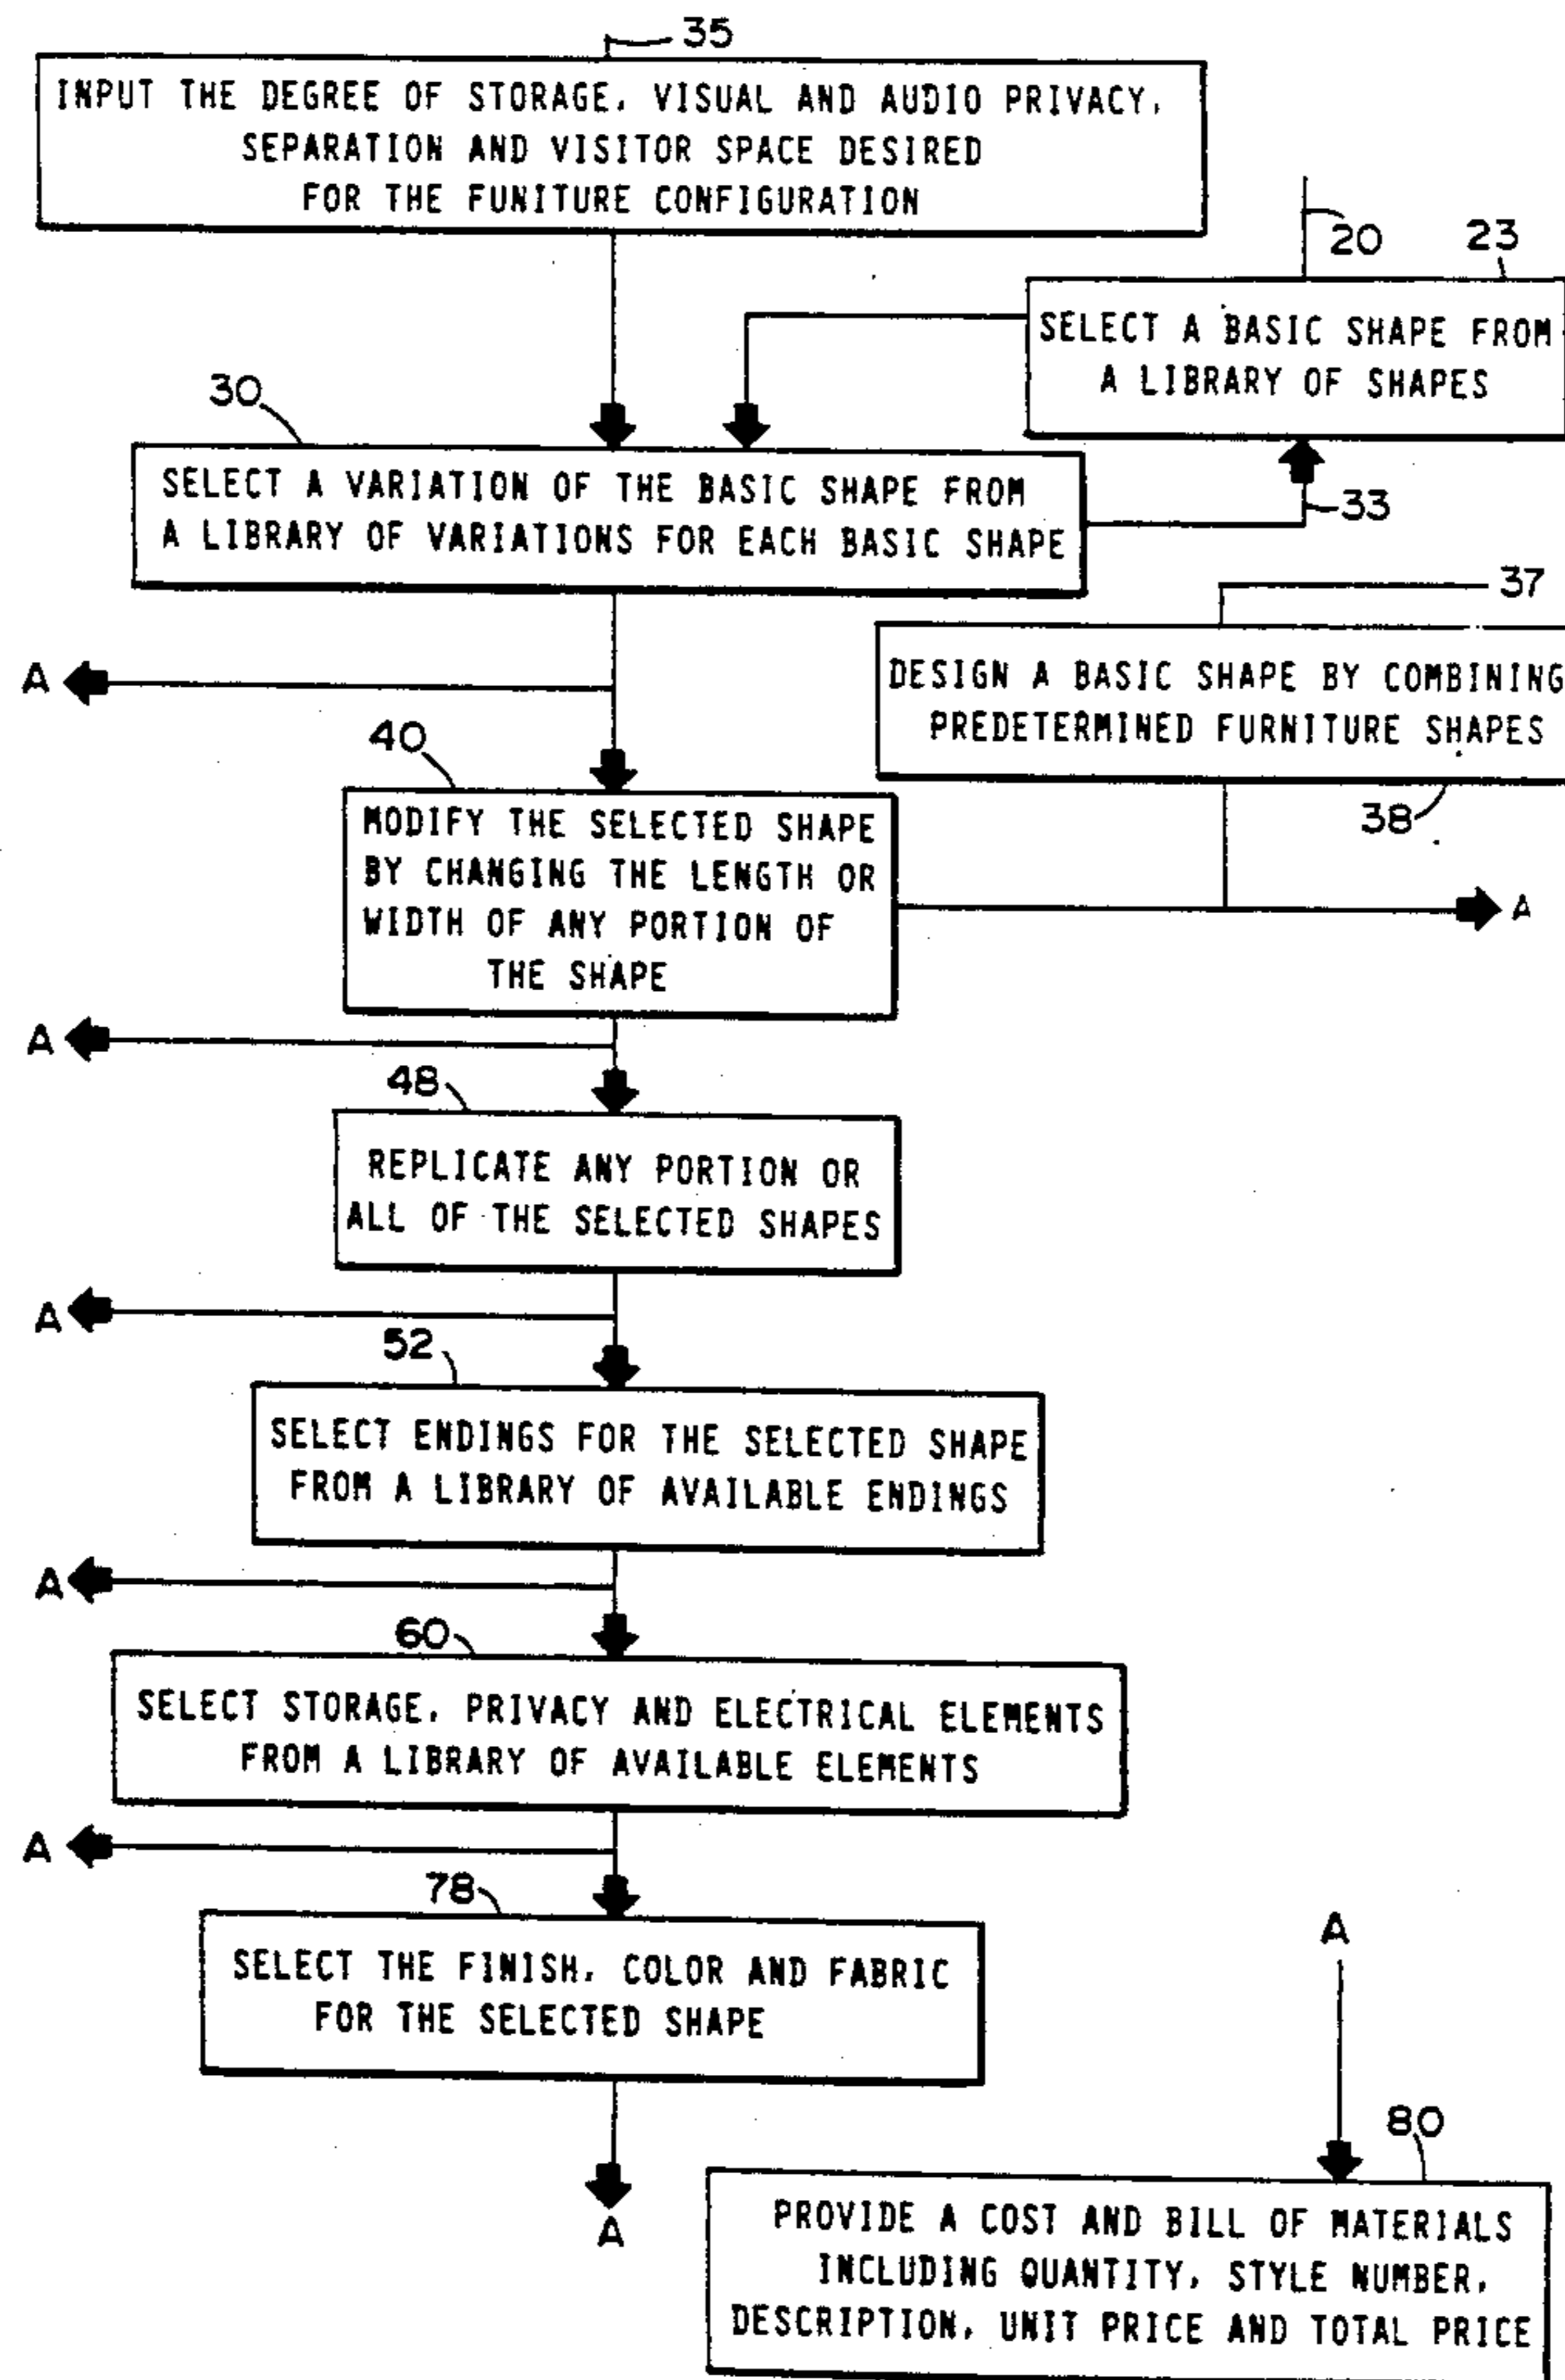 35
INPUT THE DEGREE OF STORAGE, VISUAL AND AUDIO PRIVACY,
SEPARATION AND VISITOR SPACE DESIRED
FOR THE FUNITURE CONFIGURATION
20
23
SELECT A BASIC SHAPE FROM
A LIBRARY OF SHAPES
30
SELECT A VARIATION OF THE BASIC SHAPE FROM
A LIBRARY OF VARIATIONS FOR EACH BASIC SHAPE
33
37
A
DESIGN A BASIC SHAPE BY COMBINING
PREDETERMINED FURNITURE SHAPES
38
40
MODIFY THE SELECTED SHAPE
BY CHANGING THE LENGTH OR
WIDTH OF ANY PORTION OF
THE SHAPE
A
A
48
REPLICATE ANY PORTION OR
ALL OF THE SELECTED SHAPES
A
52
SELECT ENDINGS FOR THE SELECTED SHAPE
FROM A LIBRARY OF AVAILABLE ENDINGS
A
60
SELECT STORAGE, PRIVACY AND ELECTRICAL ELEMENTS
FROM A LIBRARY OF AVAILABLE ELEMENTS
A
78
SELECT THE FINISH, COLOR AND FABRIC
FOR THE SELECTED SHAPE
A
A
80
PROVIDE A COST AND BILL OF MATERIALS
INCLUDING QUANTITY, STYLE NUMBER,
DESCRIPTION, UNIT PRICE AND TOTAL PRICE